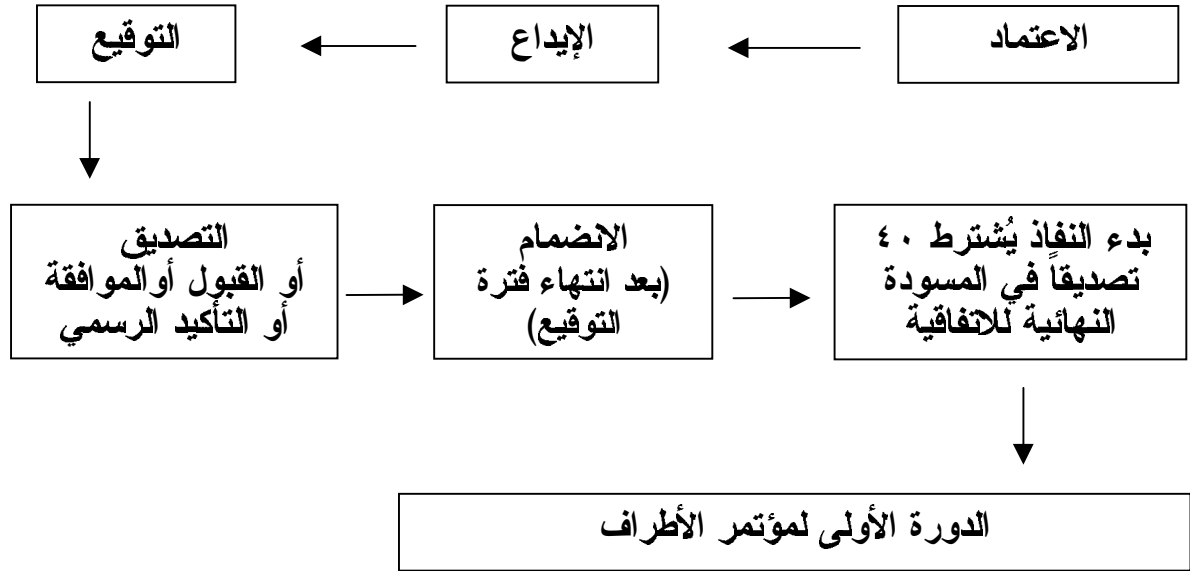 الاعتماد
الإيداع
التوقيع
التصديق
أو القبول أوالموافقة
أو التأكيد الرسمي
الانضمام
(بعد انتهاء فترة
التوقيع)
بدء النفاذ يُشترط ٤٠
تصديقاً في المسودة
النهائية للاتفاقية
الدورة الأولى لمؤتمر الأطراف